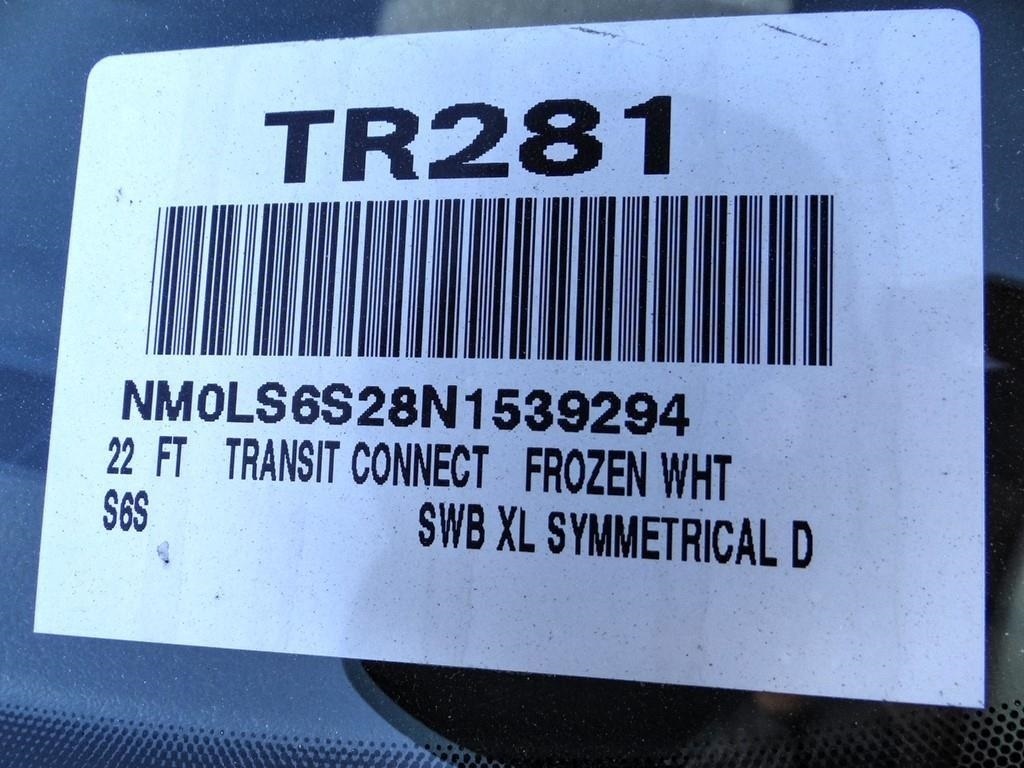 TR281
NM0LS6S28N1539294
22 FT TRANSIT CONNECT FROZEN WHT
S6S SWB XL SYMMETRICAL D